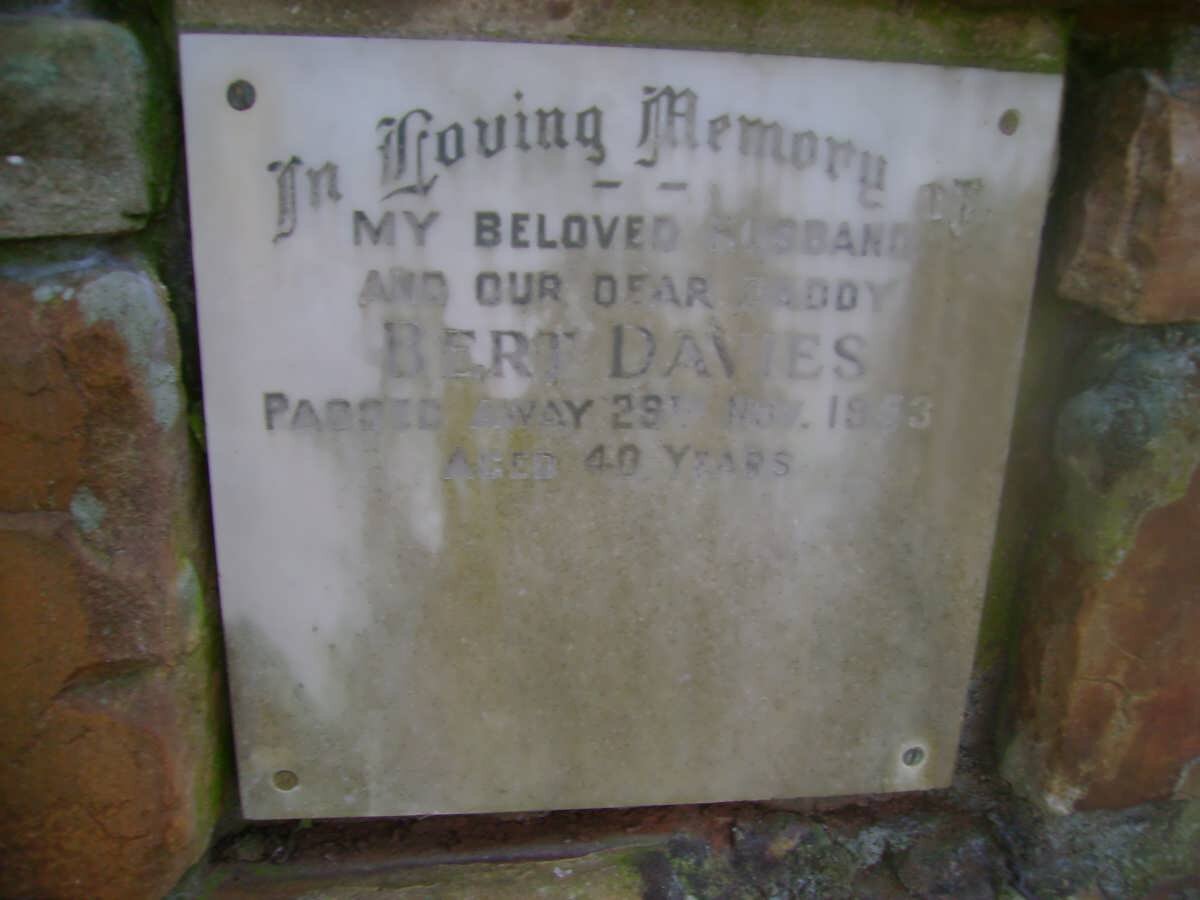 In Loving Memory of
MY BELOVED HUSBAND
AND OUR DEAR DADDY
BERT DAVIES
PASSED AWAY 29TH NOV. 1953
AGED 40 YEARS